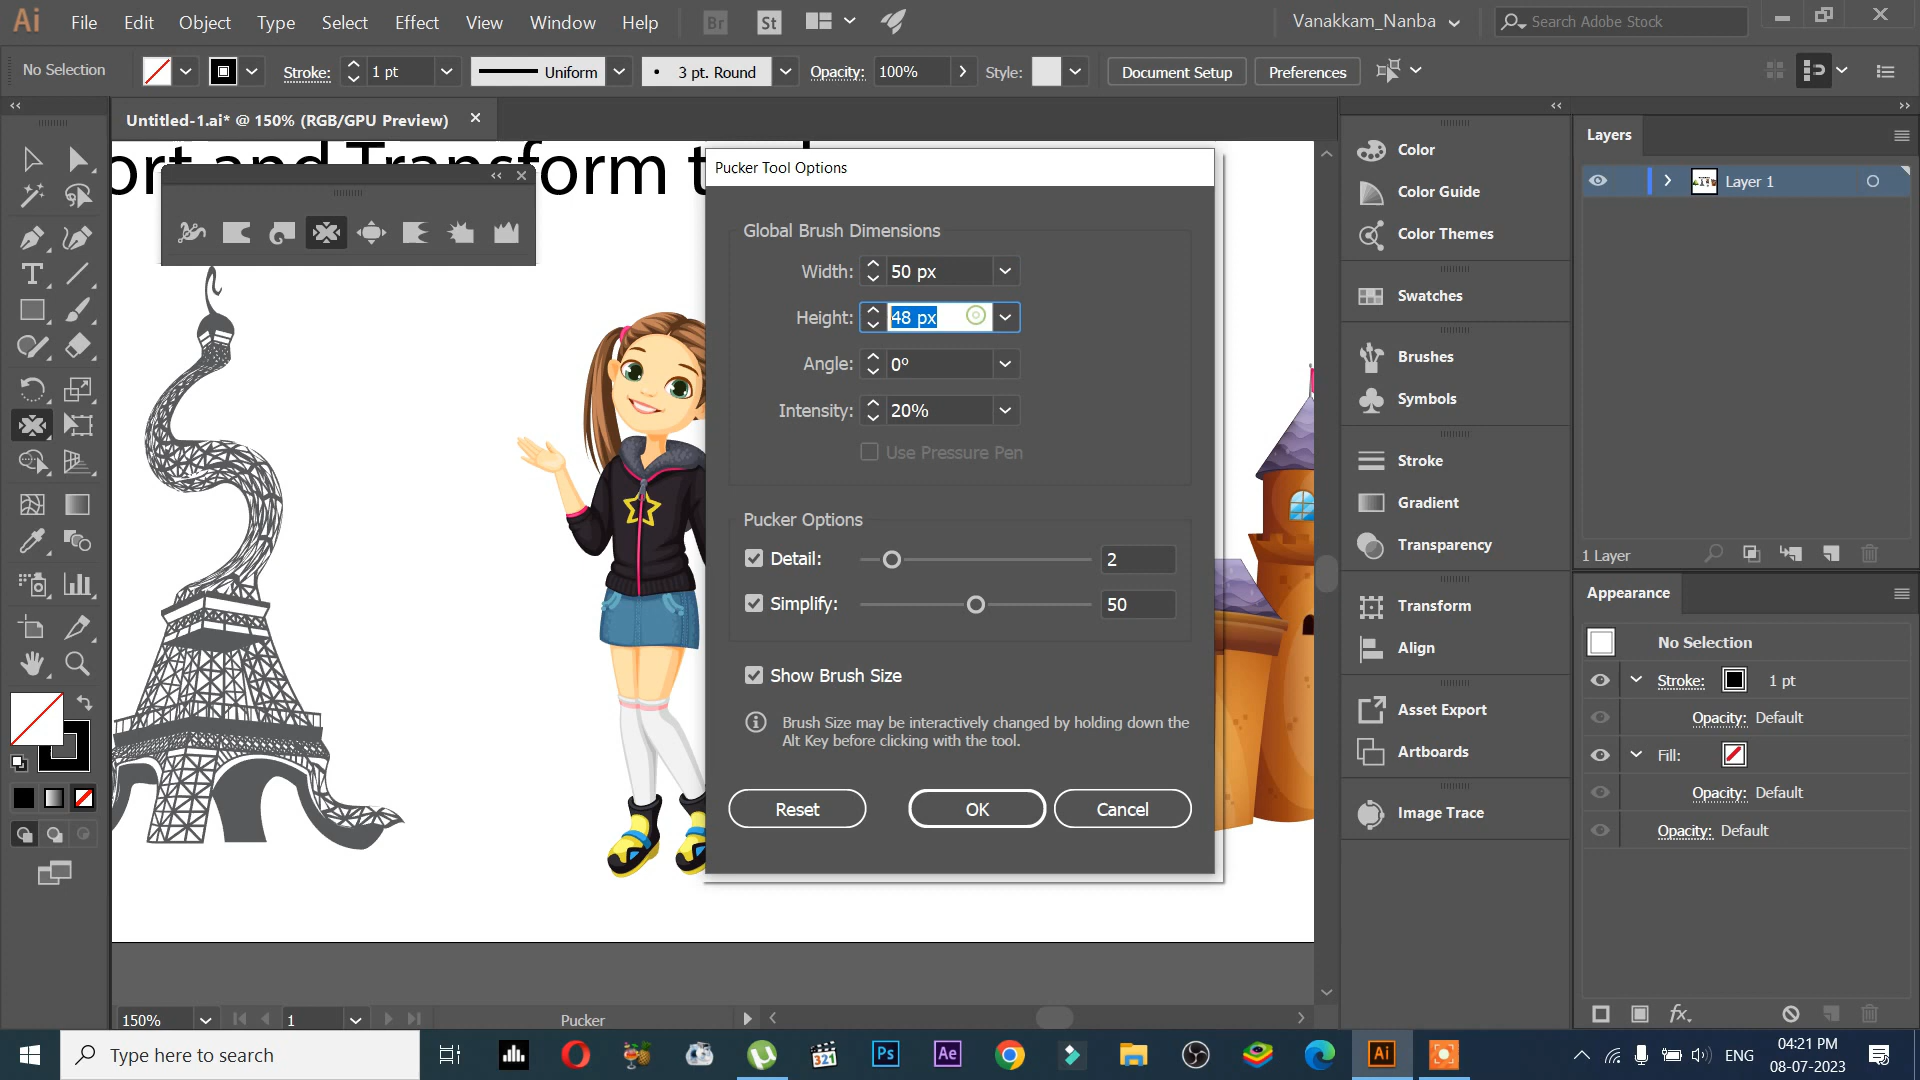 Ai File Edit Object Type Select Effect View Window Help Br St Vanakkam_Nanba Search Adobe Stock
No Selection Stroke: 1 pt Uniform 3 pt. Round Opacity: 100% Style: Document Setup Preferences
Untitled-1.ai* @ 150% (RGB/GPU Preview)
ort and Transform t
Pucker Tool Options
Global Brush Dimensions
Width: 50 px
Height: 48 px
Angle: 0°
Intensity: 20%
Use Pressure Pen
Pucker Options
Detail: 2
Simplify: 50
Show Brush Size
Brush Size may be interactively changed by holding down the
Alt Key before clicking with the tool.
Reset OK Cancel
Color
Color Guide
Color Themes
Swatches
Brushes
Symbols
Stroke
Gradient
Transparency
Transform
Align
Asset Export
Artboards
Image Trace
Layers
Layer 1
1 Layer
Appearance
No Selection
Stroke: 1 pt
Opacity: Default
Fill:
Opacity: Default
Opacity: Default
fx
150% 1 Pucker
Type here to search 321 Ps Ae Ai ENG
04:21 PM
08-07-2023